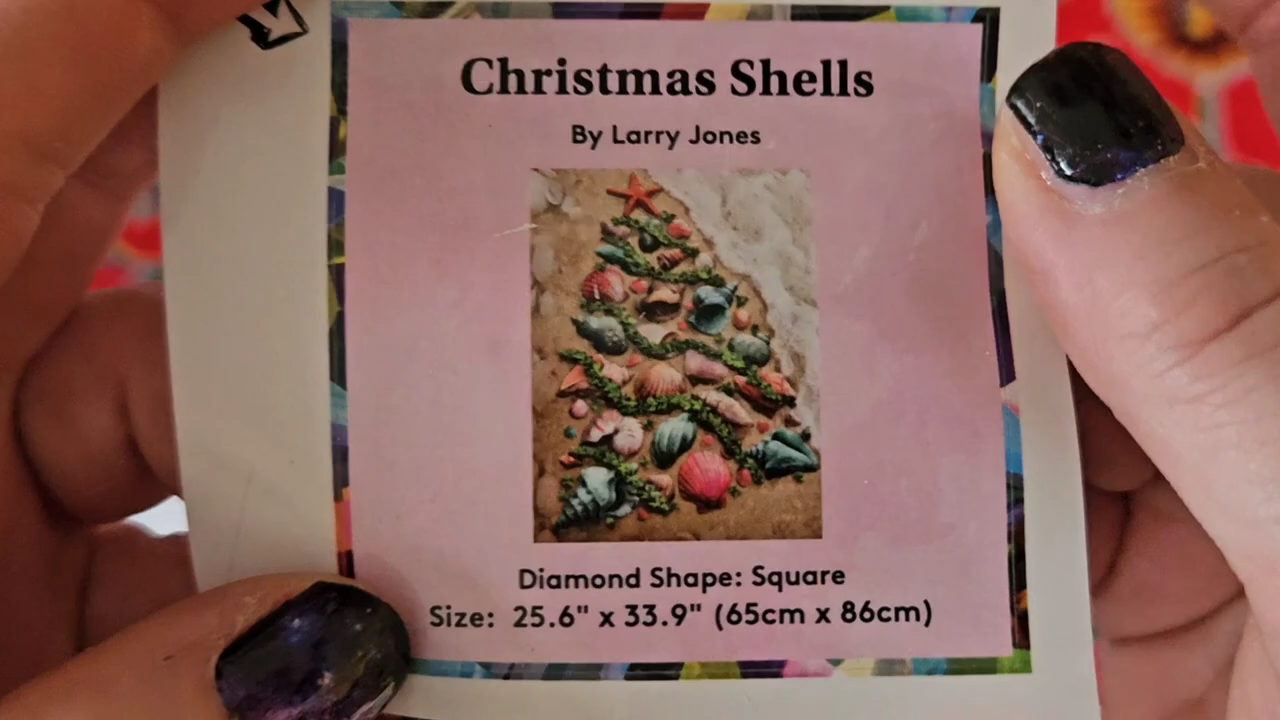 Christmas Shells
By Larry Jones
Diamond Shape: Square
Size: 25.6" x 33.9" (65cm x 86cm)